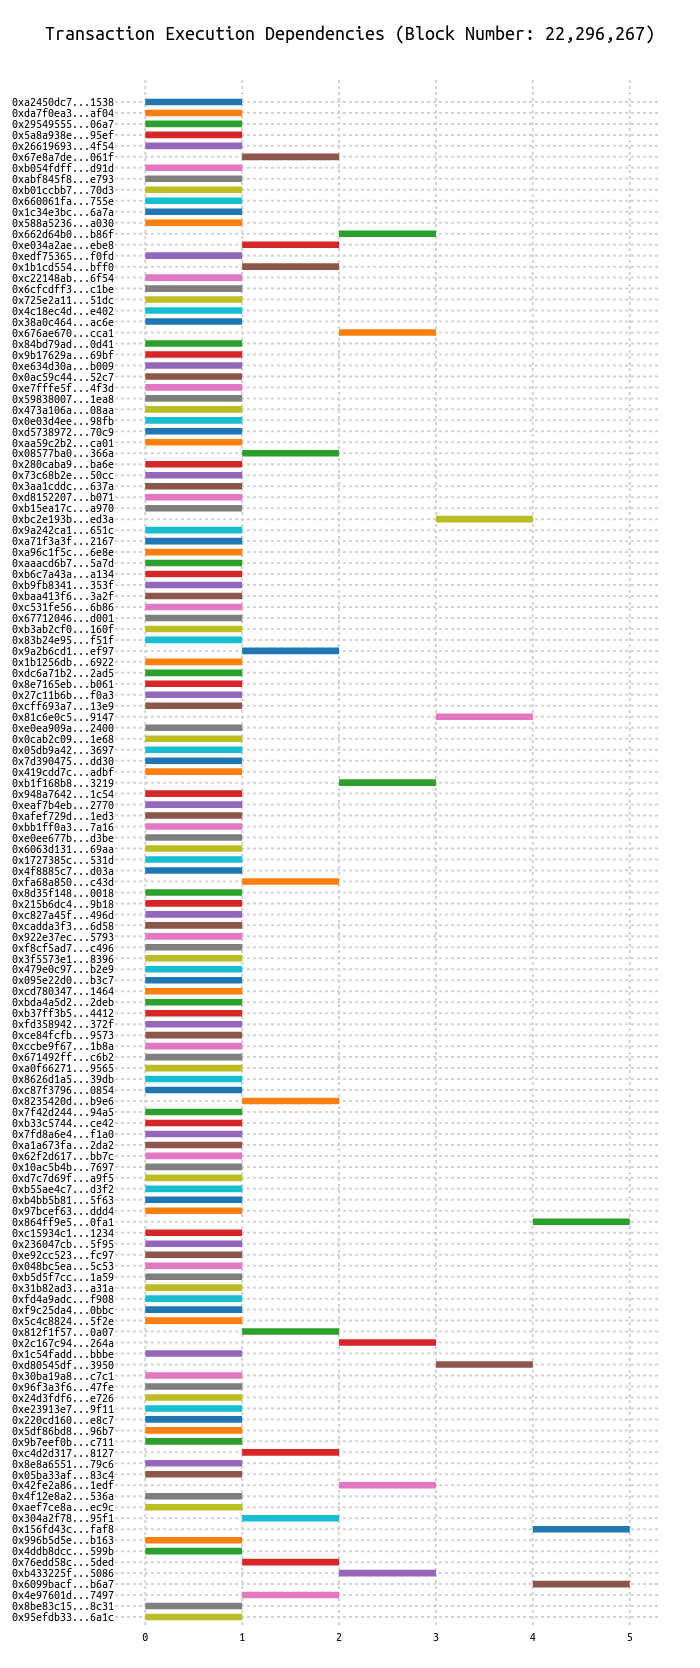 Transaction Execution Dependencies (Block Number: 22,296,267)
0xa2450dc7...1538
0xda7f0ea3...af04
0x29549555...06a7
0x5a8a938e...95ef
0x26619693...4f54
0x67e8a7de...061f
0xb054fdff...d91d
0xabf845f8...e793
0xb01ccbb7...70d3
0x660061fa...755e
0x1c34e3bc...6a7a
0x588a5236...a030
0x662d64b0...b86f
0xe034a2ae...ebe8
0xedf75365...f0fd
0x1b1cd554...bff0
0xc22148ab...6f54
0x6cfcdff3...c1be
0x725e2a11...51dc
0x4c18ec4d...e402
0x38a0c464...ac6e
0x676ae670...cca1
0x84bd79ad...0d41
0x9b17629a...69bf
0xe634d30a...b009
0x0ac59c44...52c7
0xe7fffe5f...4f3d
0x59838007...1ea8
0x473a106a...08aa
0x0e03d4ee...98fb
0xd5738972...70c9
0xaa59c2b2...ca01
0x08577ba0...366a
0x280caba9...ba6e
0x73c68b2e...50cc
0x3aa1cddc...637a
0xd8152207...b071
0xb15ea17c...a970
0xbc2e193b...ed3a
0x9a242ca1...651c
0xa71f3a3f...2167
0xa96c1f5c...6e8e
0xaaacd6b7...5a7d
0xb6c7a43a...a134
0xb9fb8341...353f
0xbaa413f6...3a2f
0xc531fe56...6b86
0x67712046...d001
0xb3ab2cf0...160f
0x83b24e95...f51f
0x9a2b6cd1...ef97
0x1b1256db...6922
0xdc6a71b2...2ad5
0x8e7165eb...b061
0x27c11b6b...f0a3
0xcff693a7...13e9
0x81c6e0c5...9147
0xe0ea909a...2400
0x0cab2c09...1e68
0x05db9a42...3697
0x7d390475...dd30
0x419cdd7c...adbf
0xb1f168b8...3219
0x948a7642...1c54
0xeaf7b4eb...2770
0xafef729d...1ed3
0xbb1ff0a3...7a16
0xe0ee677b...d3be
0x6063d131...69aa
0x1727385c...531d
0x4f8885c7...d03a
0xfa68a850...c43d
0x8d35f148...0018
0x215b6dc4...9b18
0xc827a45f...496d
0xcadda3f3...6d58
0x922e37ec...5793
0xf8cf5ad7...c496
0x3f5573e1...8396
0x479e0c97...b2e9
0x095e22d0...b3c7
0xcd780347...1464
0xbda4a5d2...2deb
0xb37ff3b5...4412
0xfd358942...372f
0xce84fcfb...9573
0xccbe9f67...1b8a
0x671492ff...c6b2
0xa0f66271...9565
0x8626d1a5...39db
0xc87f3796...0854
0x8235420d...b9e6
0x7f42d244...94a5
0xb33c5744...ce42
0x7fd8a6e4...f1a0
0xa1a673fa...2da2
0x62f2d617...bb7c
0x10ac5b4b...7697
0xd7c7d69f...a9f5
0xb55ae4c7...d3f2
0xb4bb5b81...5f63
0x97bcef63...ddd4
0x864ff9e5...0fa1
0xc15934c1...1234
0x236047cb...5f95
0xe92cc523...fc97
0x048bc5ea...5c53
0xb5d5f7cc...1a59
0x31b82ad3...a31a
0xfd4a9adc...f908
0xf9c25da4...0bbc
0x5c4c8824...5f2e
0x812f1f57...0a07
0x2c167c94...264a
0x1c54fadd...bbbe
0xd80545df...3950
0x30ba19a8...c7c1
0x96f3a3f6...47fe
0x24d3fdf6...e726
0xe23913e7...9f11
0x220cd160...e8c7
0x5df86bd8...96b7
0x9b7eef0b...c711
0xc4d2d317...8127
0x8e8a6551...79c6
0x05ba33af...83c4
0x42fe2a86...1edf
0x4f12e8a2...536a
0xaef7ce8a...ec9c
0x304a2f78...95f1
0x156fd43c...faf8
0x996b5d5e...b163
0x4ddb8dcc...599b
0x76edd58c...5ded
0xb433225f...5086
0x6099bacf...b6a7
0x4e97601d...7497
0x8be83c15...8c31
0x95efdb33...6a1c
0 1 2 3 4 5